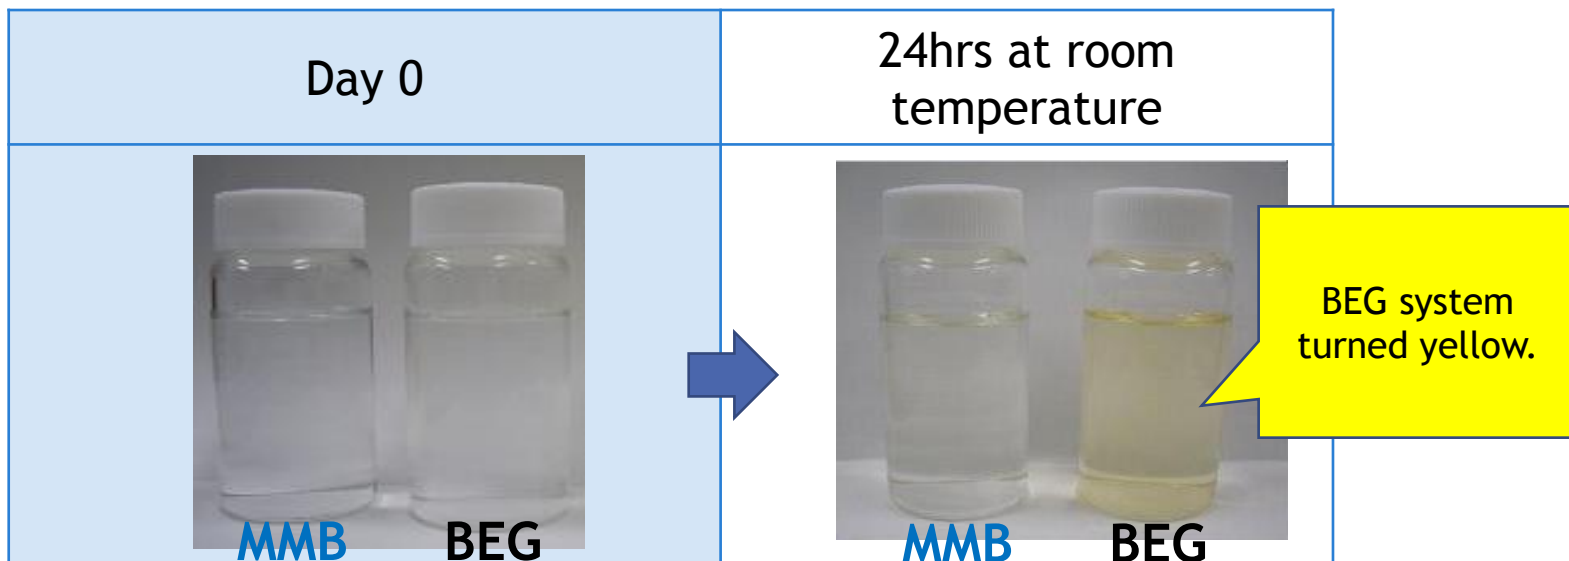 Day 0
24hrs at room
temperature
MMB
BEG
MMB
BEG
BEG system
turned yellow.